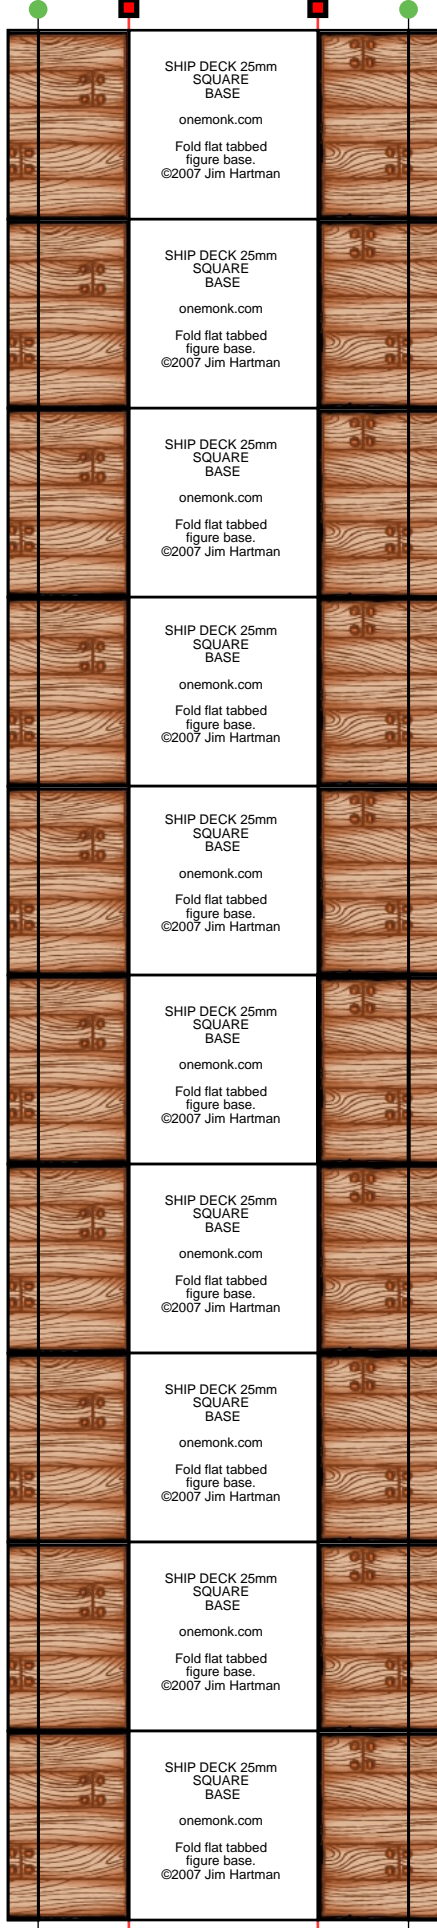 SHIP DECK 25mm
SQUARE
BASE
onemonk.com
Fold flat tabbed
figure base.
©2007 Jim Hartman
SHIP DECK 25mm
SQUARE
BASE
onemonk.com
Fold flat tabbed
figure base.
©2007 Jim Hartman
SHIP DECK 25mm
SQUARE
BASE
onemonk.com
Fold flat tabbed
figure base.
©2007 Jim Hartman
SHIP DECK 25mm
SQUARE
BASE
onemonk.com
Fold flat tabbed
figure base.
©2007 Jim Hartman
SHIP DECK 25mm
SQUARE
BASE
onemonk.com
Fold flat tabbed
figure base.
©2007 Jim Hartman
SHIP DECK 25mm
SQUARE
BASE
onemonk.com
Fold flat tabbed
figure base.
©2007 Jim Hartman
SHIP DECK 25mm
SQUARE
BASE
onemonk.com
Fold flat tabbed
figure base.
©2007 Jim Hartman
SHIP DECK 25mm
SQUARE
BASE
onemonk.com
Fold flat tabbed
figure base.
©2007 Jim Hartman
SHIP DECK 25mm
SQUARE
BASE
onemonk.com
Fold flat tabbed
figure base.
©2007 Jim Hartman
SHIP DECK 25mm
SQUARE
BASE
onemonk.com
Fold flat tabbed
figure base.
©2007 Jim Hartman